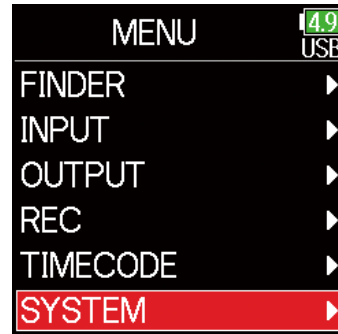 MENU
4.9
USB
FINDER
INPUT
OUTPUT
REC
TIMECODE
SYSTEM